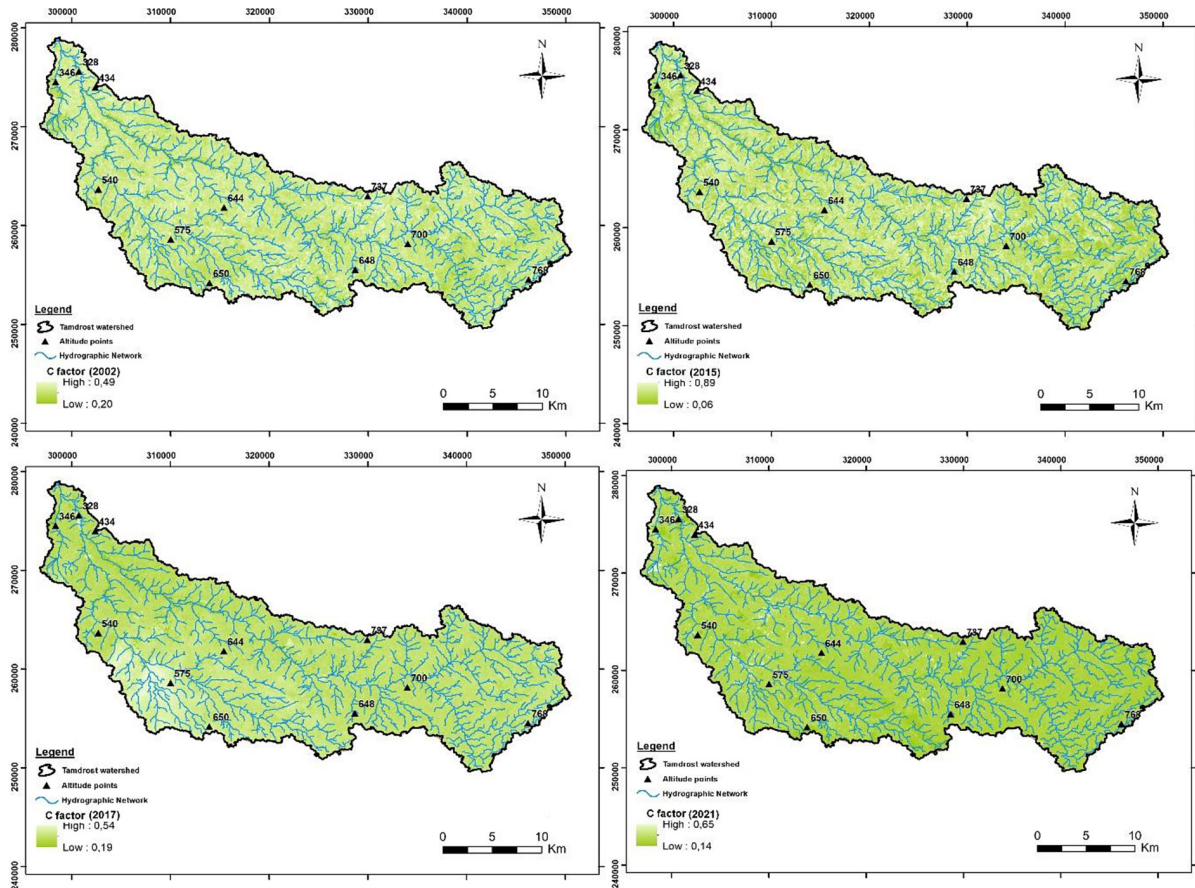 300000 310000 320000 330000 340000 350000
280000
270000
260000
250000
240000
N
328
346
434
540
737
644
575
700
648
650
768
Legend
Tamdrost watershed
Altitude points
Hydrographic Network
C factor (2002)
High : 0,49
Low : 0,20
0 5 10
Km
300000 310000 320000 330000 340000 350000
280000
270000
260000
250000
240000
N
328
346
434
540
737
644
575
700
648
650
768
Legend
Tamdrost watershed
Altitude points
Hydrographic Network
C factor (2015)
High : 0,89
Low : 0,06
0 5 10
Km
300000 310000 320000 330000 340000 350000
280000
270000
260000
250000
240000
N
328
346
434
540
737
644
575
700
648
650
768
Legend
Tamdrost watershed
Altitude points
Hydrographic Network
C factor (2017)
High : 0,54
Low : 0,19
0 5 10
Km
300000 310000 320000 330000 340000 350000
280000
270000
260000
250000
240000
N
328
346
434
540
737
644
575
700
648
650
768
Legend
Tamdrost watershed
Altitude points
Hydrographic Network
C factor (2021)
High : 0,65
Low : 0,14
0 5 10
Km